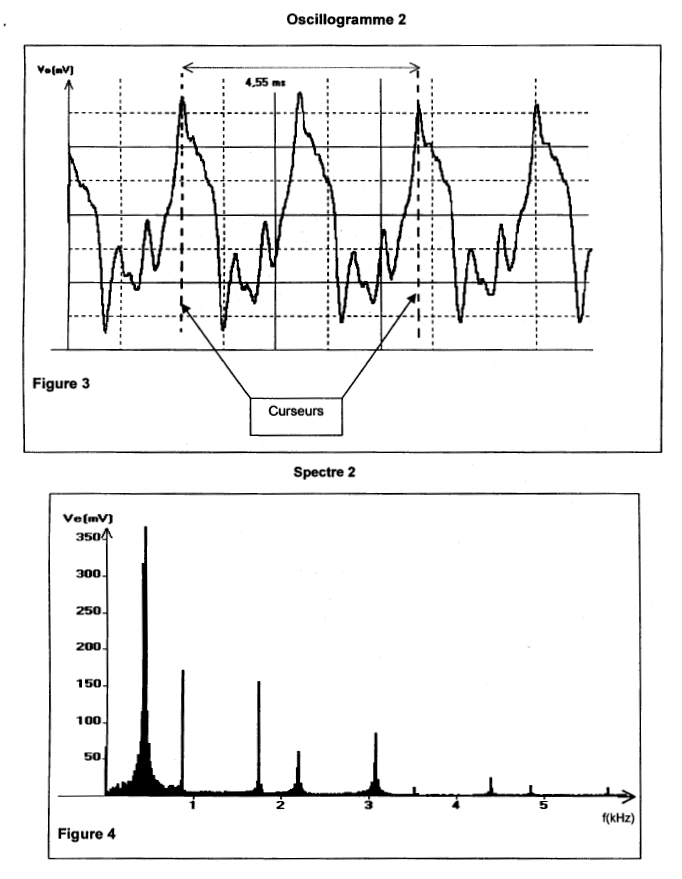 Oscillogramme 2
Ve(mV)
4,55 ms
Figure 3
Curseurs
Spectre 2
Ve(mV)
350
300
250
200
150
100
50
1 2 3 4 5
f(kHz)
Figure 4